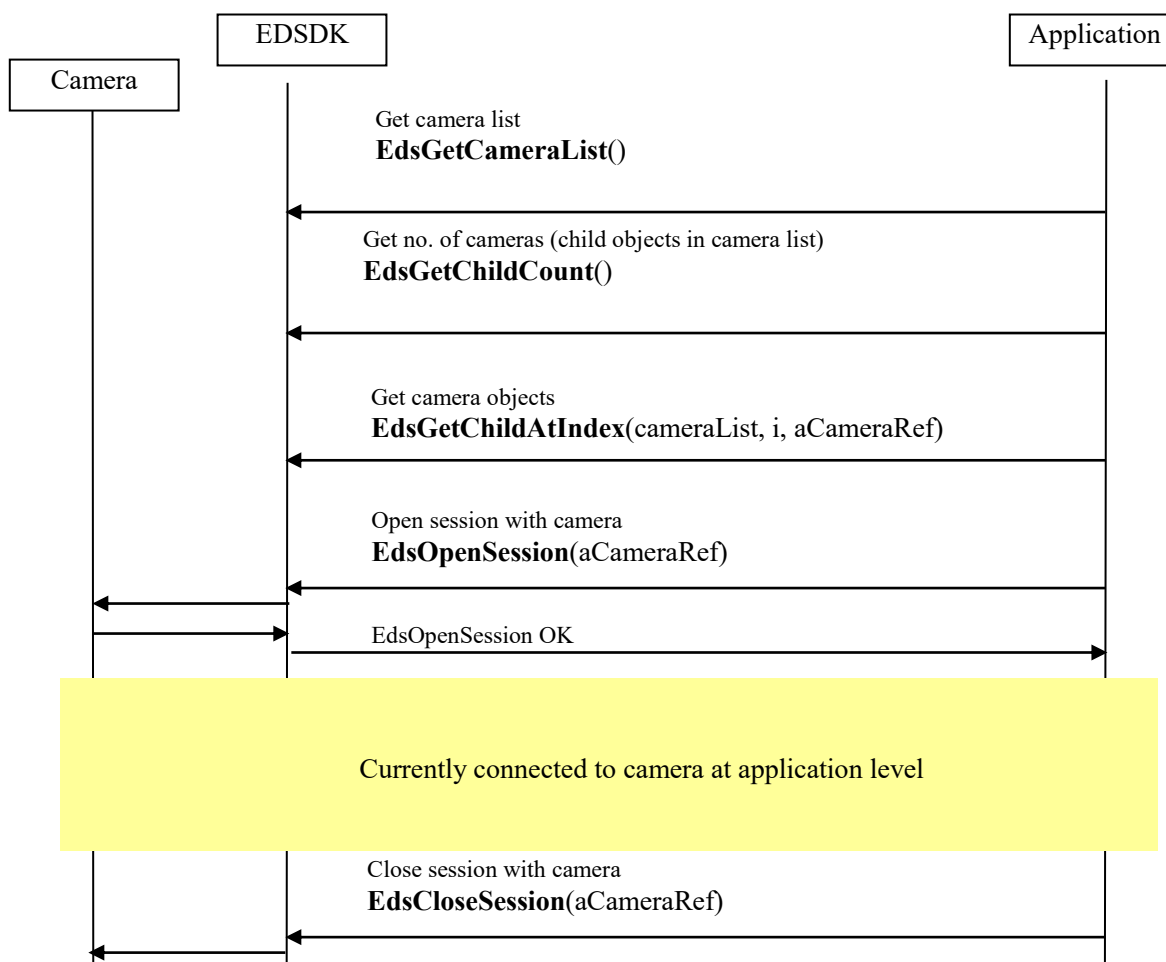 EDSDK
Application
Camera
Get camera list
EdsGetCameraList()
Get no. of cameras (child objects in camera list)
EdsGetChildCount()
Get camera objects
EdsGetChildAtIndex(cameraList, i, aCameraRef)
Open session with camera
EdsOpenSession(aCameraRef)
EdsOpenSession OK
Currently connected to camera at application level
Close session with camera
EdsCloseSession(aCameraRef)